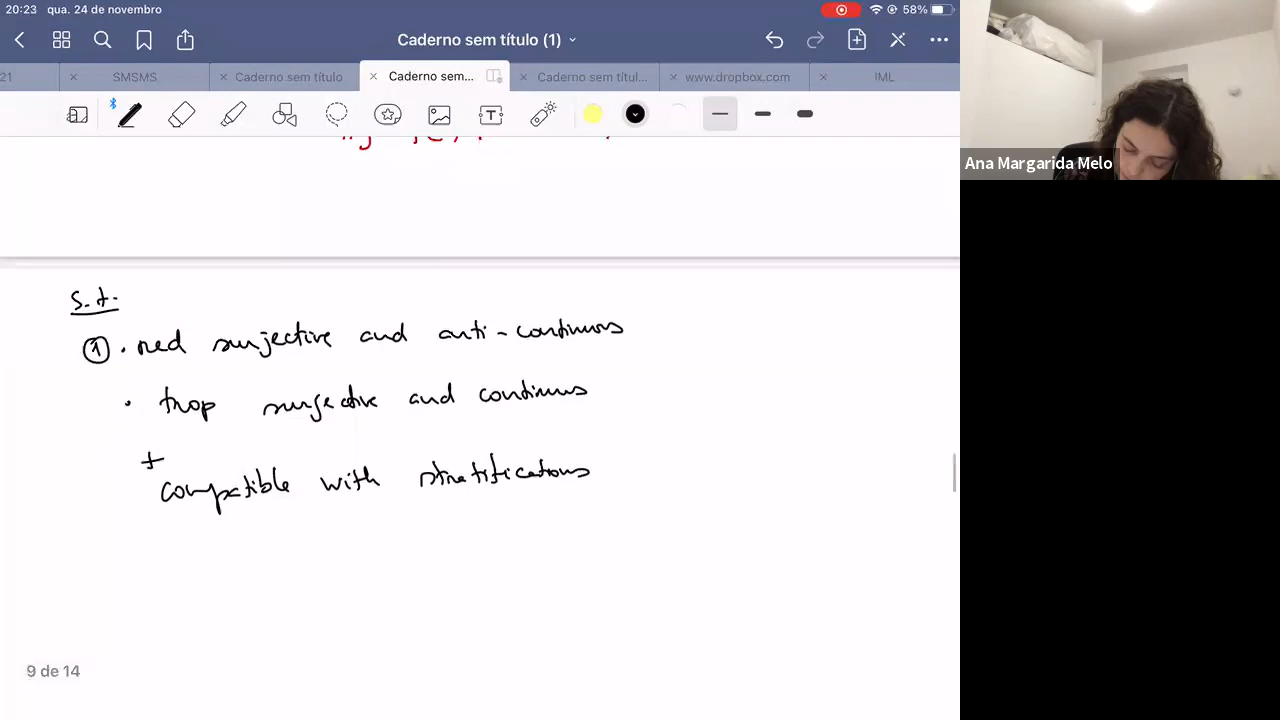 20:23 qua. 24 de novembro 58%
Caderno sem título (1)
21 SMSMS Caderno sem título Caderno sem... Caderno sem títul... www.dropbox.com IML
Ana Margarida Melo
s.t.
① • red surjective and anti-continuous
• trop surjective and continuous
+
compatible with stratifications
9 de 14